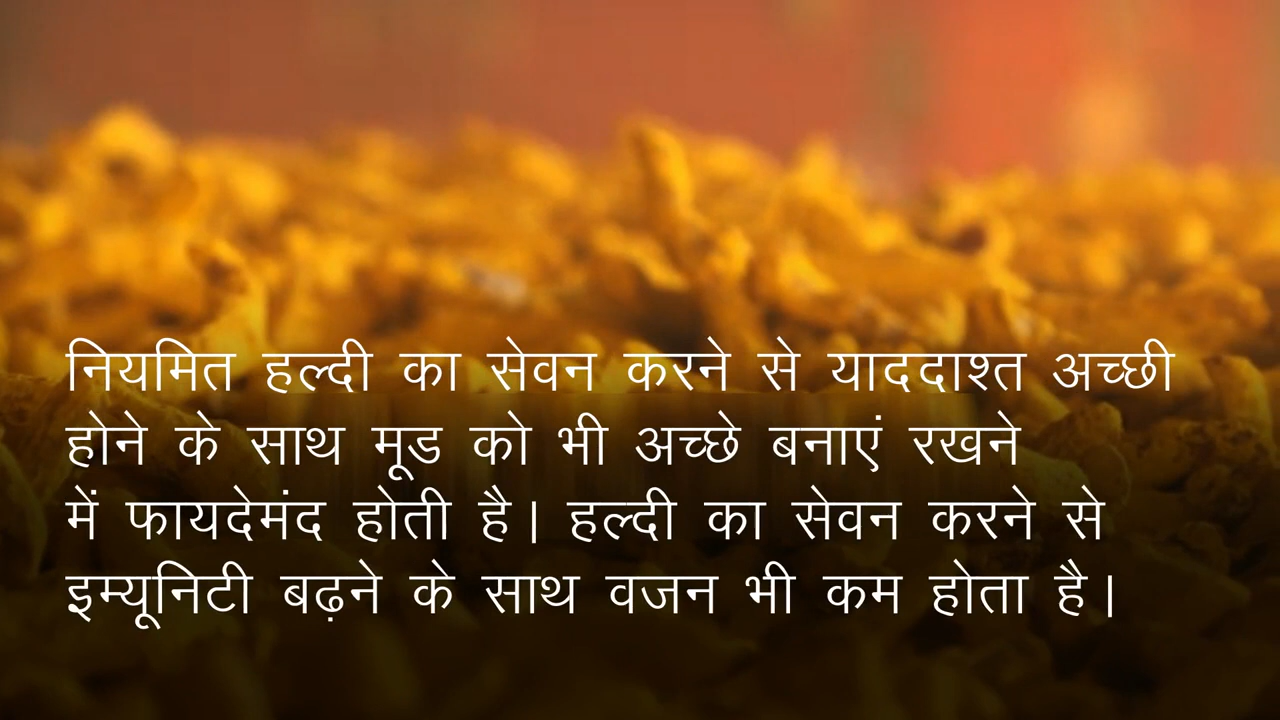 नियमित हल्दी का सेवन करने से याददाश्त अच्छी
होने के साथ मूड को भी अच्छे बनाएं रखने
में फायदेमंद होती है। हल्दी का सेवन करने से
इम्यूनिटी बढ़ने के साथ वजन भी कम होता है।